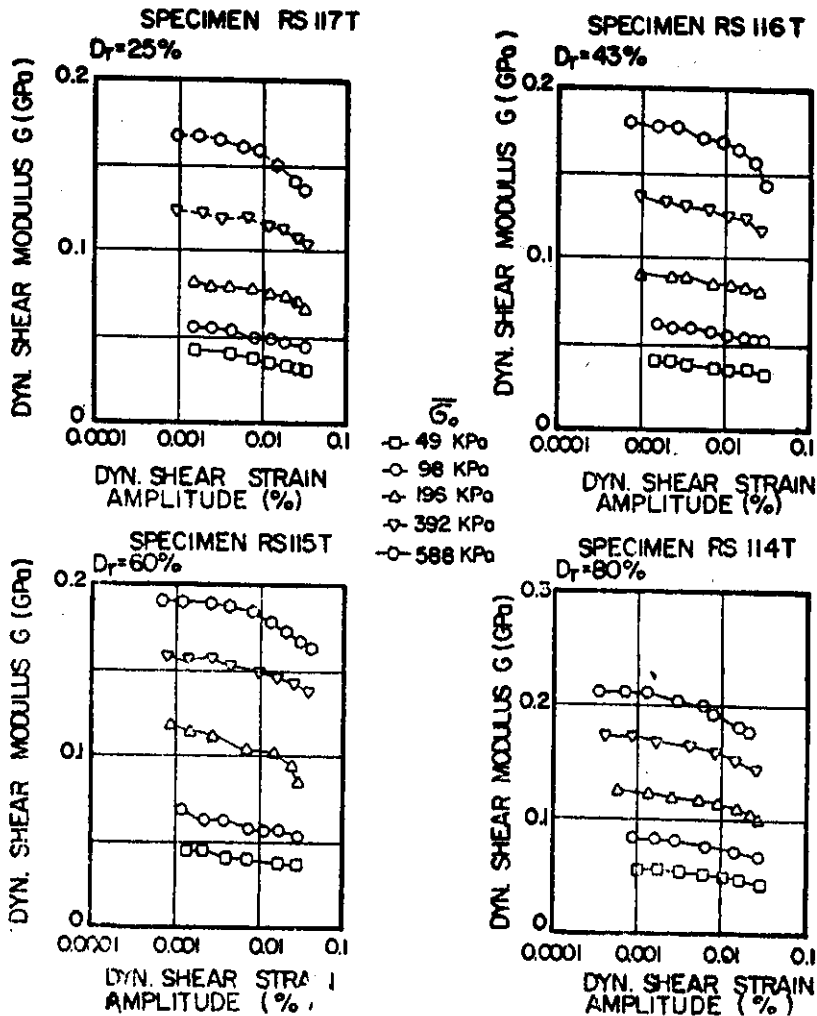 SPECIMEN RS 117T
Dr=25%
DYN. SHEAR MODULUS G (GPa)
0.2
0.1
0
0.0001 0.001 0.01 0.1
DYN. SHEAR STRAIN
AMPLITUDE (%)
SPECIMEN RS 116T
Dr=43%
DYN. SHEAR MODULUS G (GPa)
0.2
0.1
0
0.0001 0.001 0.01 0.1
DYN. SHEAR STRAIN
AMPLITUDE (%)
σ̅o
49 KPa
98 KPa
196 KPa
392 KPa
588 KPa
SPECIMEN RS115T
Dr=60%
DYN. SHEAR MODULUS G (GPa)
0.2
0.1
0
0.0001 0.001 0.01 0.1
DYN. SHEAR
AMPLITUDE (%
SPECIMEN RS 114T
Dr=80%
DYN. SHEAR MODULUS G (GPa)
0.3
0.2
0.1
0
0.0001 0.001 0.01 0.1
DYN. SHEAR STRAIN
AMPLITUDE (%)